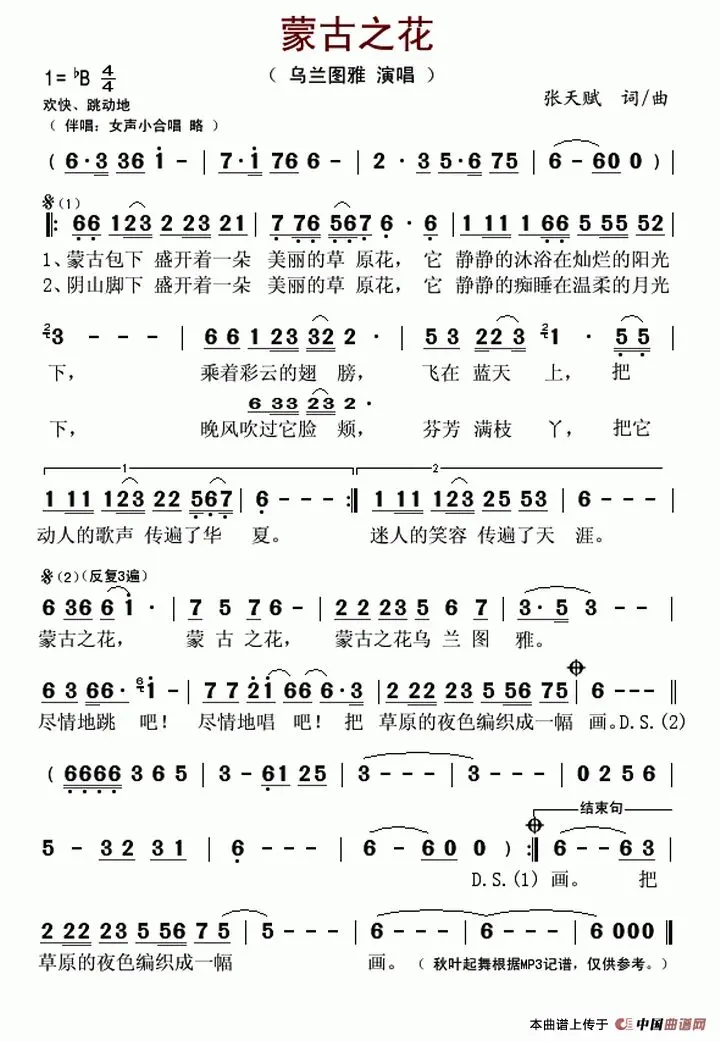 蒙古之花
1=♭B 4/4
（ 乌兰图雅 演唱 ）
欢快、跳动地
张天赋 词/曲
（ 伴唱：女声小合唱 略 ）
( 6·3 36 i - | 7·i 76 6 - | 2 · 3 5·6 75 | 6 - 60 0 ) |
𝄋(1)
‖: 66 123 2 223 21 | 7 76 567 6 · 6 | 1 11 1 66 5 55 52 |
1、蒙古包下 盛开着一朵 美丽的草 原花， 它 静静的沐浴在灿烂的阳光
2、阴山脚下 盛开着一朵 美丽的草 原花， 它 静静的痴睡在温柔的月光
2 3 - - - | 6 6 1 23 32 2 · | 5 3 22 3 2 1 · 5 5 |
下， 乘着彩云的翅 膀， 飞在 蓝天 上， 把
6 33 23 2 ·
下， 晚风吹过它脸 颊， 芬芳 满枝 丫， 把它
1 2
1 11 123 22 567 | 6 - - - :‖ 1 11 123 25 53 | 6 - - - |
动人的歌声 传遍了华 夏。 迷人的笑容 传遍了天 涯。
𝄋(2)(反复3遍)
6 36 6 i · | 7 5 76 6 - | 2 2 23 5 6 7 | 3· 5 3 - - |
蒙古之花， 蒙 古 之花， 蒙古之花乌 兰 图 雅。
6 3 66· 6 i - | 7 7 2i 66 6·3 | 2 22 23 5 56 75 | 6 - - - ‖
尽情地跳 吧！ 尽情地唱 吧！ 把 草原的夜色编织成一幅 画。D.S.(2)
( 6666 3 6 5 | 3 - 61 25 | 3 - - - | 3 - - - | 0 2 5 6 |
结束句
5 - 32 31 | 6 - - - | 6 - 60 0 ) :‖ 6 - - 63 |
D.S.(1) 画。 把
2 22 23 5 56 7 5 | 5 - - - | 6 - - - | 6 - - - | 6 000 ‖
草原的夜色编织成一幅 画。 （ 秋叶起舞根据MP3记谱，仅供参考。）
本曲谱上传于 中国曲谱网